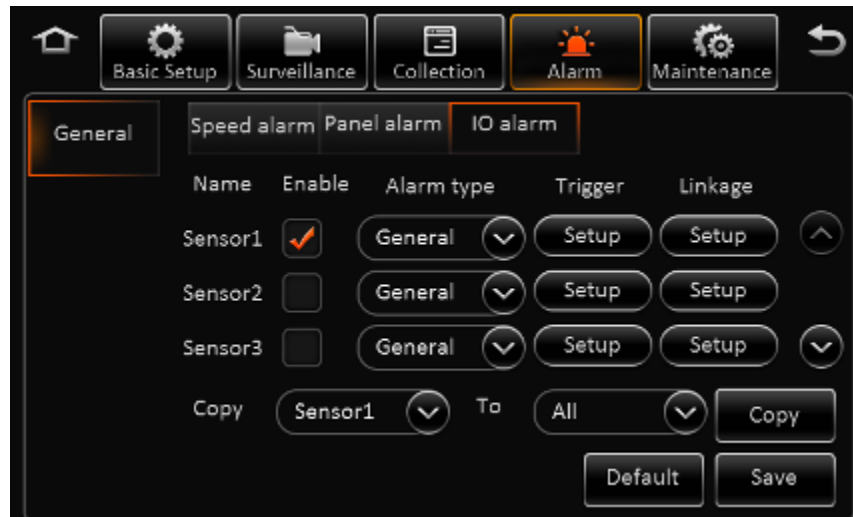 Basic Setup Surveillance Collection Alarm Maintenance
General Speed alarm Panel alarm IO alarm
Name Enable Alarm type Trigger Linkage
Sensor1 General Setup Setup
Sensor2 General Setup Setup
Sensor3 General Setup Setup
Copy Sensor1 To All Copy
Default Save